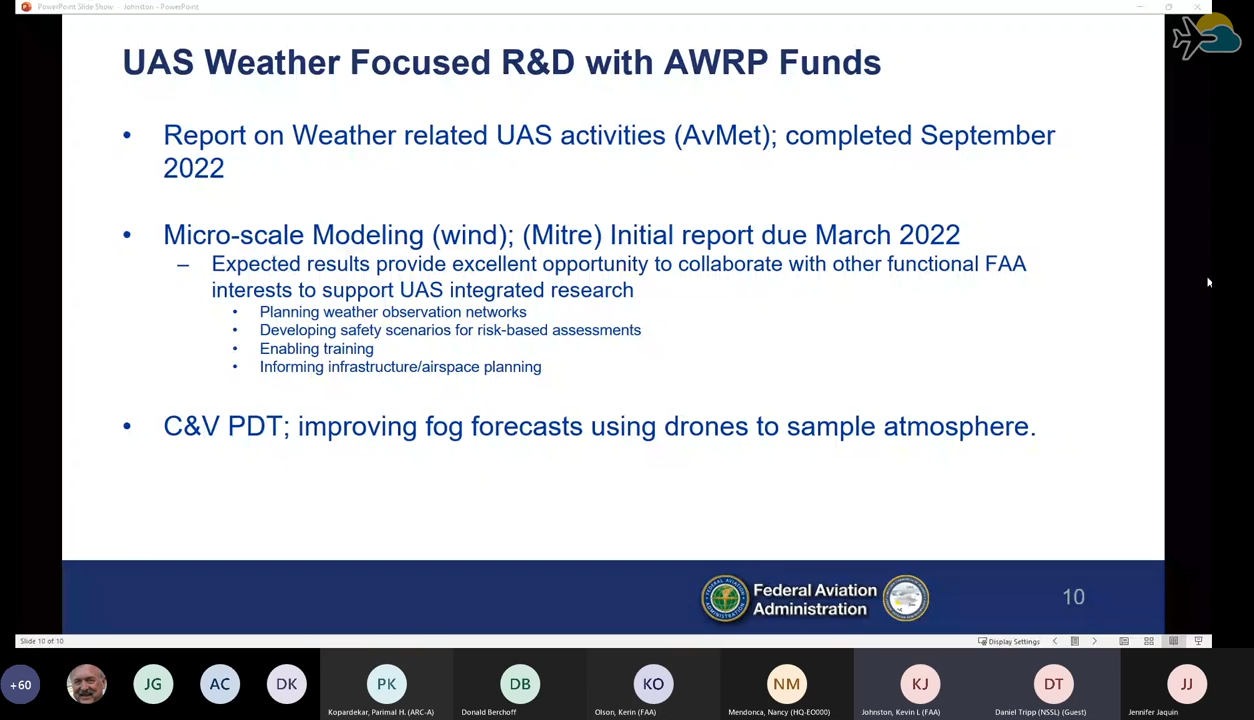 PowerPoint Slide Show - Johnston - PowerPoint
UAS Weather Focused R&D with AWRP Funds
• Report on Weather related UAS activities (AvMet); completed September
2022
• Micro-scale Modeling (wind); (Mitre) Initial report due March 2022
– Expected results provide excellent opportunity to collaborate with other functional FAA
interests to support UAS integrated research
• Planning weather observation networks
• Developing safety scenarios for risk-based assessments
• Enabling training
• Informing infrastructure/airspace planning
• C&V PDT; improving fog forecasts using drones to sample atmosphere.
Federal Aviation
Administration
10
Slide 10 of 10
Display Settings
+60
JG
AC
DK
PK
DB
KO
NM
KJ
DT
JJ
Kopardekar, Parimal H. (ARC-A)
Donald Berchoff
Olson, Kerin (FAA)
Mendonca, Nancy (HQ-EO000)
Johnston, Kevin L (FAA)
Daniel Tripp (NSSL) (Guest)
Jennifer Jaquin